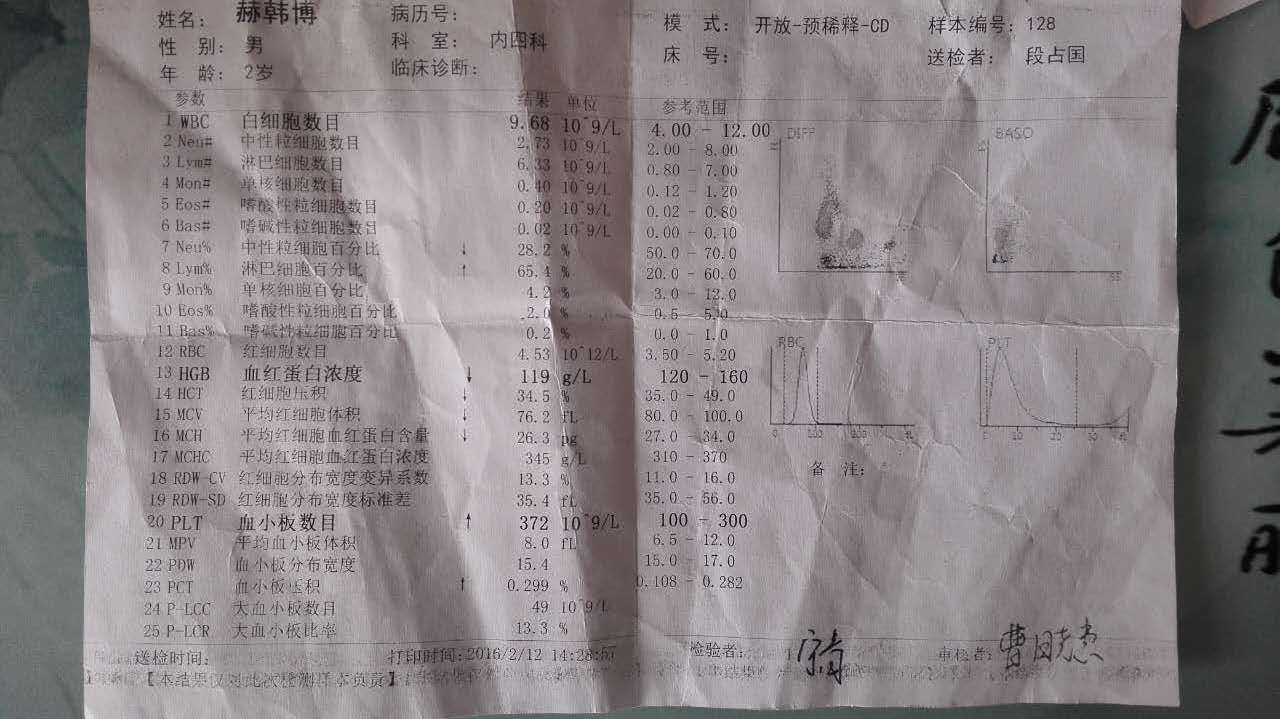 姓名: 赫韩博 病历号: 模 式: 开放-预稀释-CD 样本编号: 128
性 别: 男 科 室: 内四科 床 号: 送检者: 段占国
年 龄: 2岁 临床诊断:
参数 结果 单位 参考范围
1 WBC 白细胞数目 9.68 10^9/L 4.00 - 12.00
2 Neu# 中性粒细胞数目 2.73 10^9/L 2.00 - 8.00
3 Lym# 淋巴细胞数目 6.33 10^9/L 0.80 - 7.00
4 Mon# 单核细胞数目 0.40 10^9/L 0.12 - 1.20
5 Eos# 嗜酸性粒细胞数目 0.20 10^9/L 0.02 - 0.80
6 Bas# 嗜碱性粒细胞数目 0.02 10^9/L 0.00 - 0.10
7 Neu% 中性粒细胞百分比 ↓ 28.2 % 50.0 - 70.0
8 Lym% 淋巴细胞百分比 ↑ 65.4 % 20.0 - 60.0
9 Mon% 单核细胞百分比 4.2 % 3.0 - 12.0
10 Eos% 嗜酸性粒细胞百分比 2.0 % 0.5 - 5.0
11 Bas% 嗜碱性粒细胞百分比 0.2 % 0.0 - 1.0
12 RBC 红细胞数目 4.53 10^12/L 3.50 - 5.20
13 HGB 血红蛋白浓度 ↓ 119 g/L 120 - 160
14 HCT 红细胞压积 ↓ 34.5 % 35.0 - 49.0
15 MCV 平均红细胞体积 ↓ 76.2 fL 80.0 - 100.0
16 MCH 平均红细胞血红蛋白含量 ↓ 26.3 pg 27.0 - 34.0
17 MCHC 平均红细胞血红蛋白浓度 345 g/L 310 - 370
18 RDW-CV 红细胞分布宽度变异系数 13.3 % 11.0 - 16.0
19 RDW-SD 红细胞分布宽度标准差 35.4 fL 35.0 - 56.0
20 PLT 血小板数目 ↑ 372 10^9/L 100 - 300
21 MPV 平均血小板体积 8.0 fL 6.5 - 12.0
22 PDW 血小板分布宽度 15.4 15.0 - 17.0
23 PCT 血小板压积 ↑ 0.299 % 0.108 - 0.282
24 P-LCC 大血小板数目 49 10^9/L
25 P-LCR 大血小板比率 13.3 %
DIFF BASO
RBC PLT
0 100 200 fL 0 10 20 30 fL
备 注:
送检时间: 打印时间:2016/2/12 14:28:57 检验者: 审核者:
【本结果仅对此次检测样本负责】